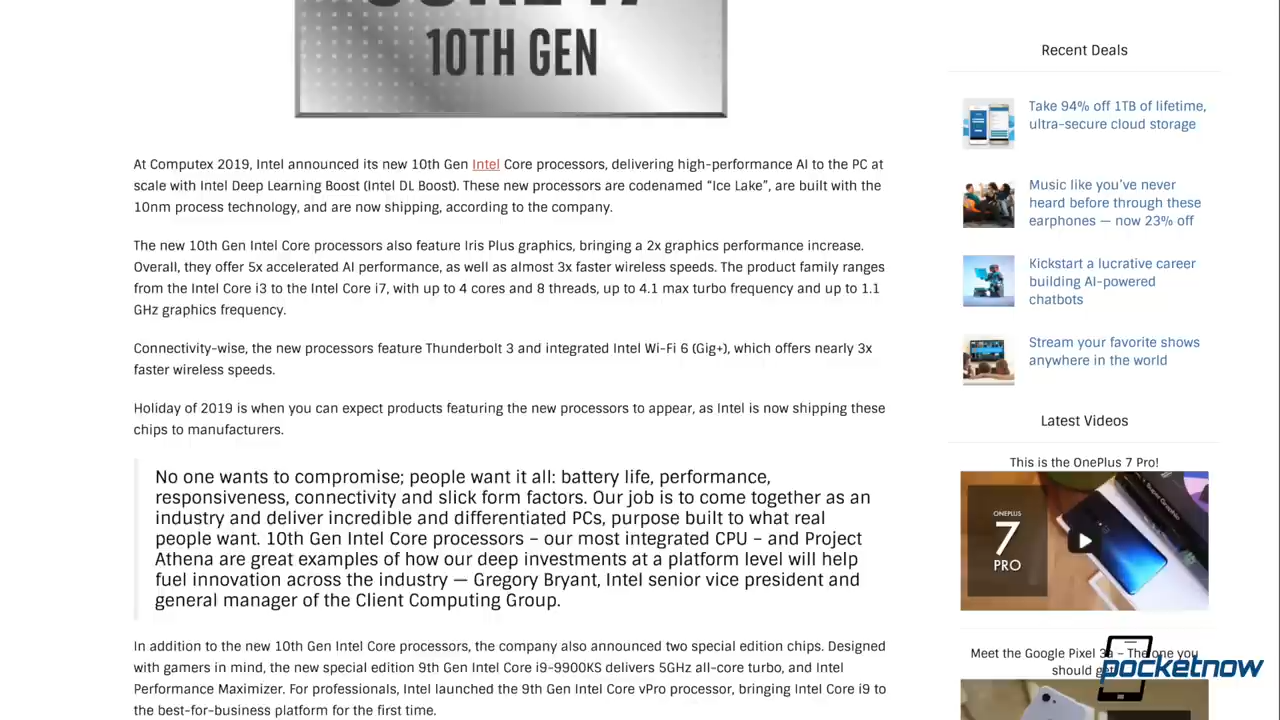 10TH GEN
At Computex 2019, Intel announced its new 10th Gen Intel Core processors, delivering high-performance AI to the PC at
scale with Intel Deep Learning Boost (Intel DL Boost). These new processors are codenamed “Ice Lake”, are built with the
10nm process technology, and are now shipping, according to the company.
The new 10th Gen Intel Core processors also feature Iris Plus graphics, bringing a 2x graphics performance increase.
Overall, they offer 5x accelerated AI performance, as well as almost 3x faster wireless speeds. The product family ranges
from the Intel Core i3 to the Intel Core i7, with up to 4 cores and 8 threads, up to 4.1 max turbo frequency and up to 1.1
GHz graphics frequency.
Connectivity-wise, the new processors feature Thunderbolt 3 and integrated Intel Wi-Fi 6 (Gig+), which offers nearly 3x
faster wireless speeds.
Holiday of 2019 is when you can expect products featuring the new processors to appear, as Intel is now shipping these
chips to manufacturers.
No one wants to compromise; people want it all: battery life, performance,
responsiveness, connectivity and slick form factors. Our job is to come together as an
industry and deliver incredible and differentiated PCs, purpose built to what real
people want. 10th Gen Intel Core processors – our most integrated CPU – and Project
Athena are great examples of how our deep investments at a platform level will help
fuel innovation across the industry — Gregory Bryant, Intel senior vice president and
general manager of the Client Computing Group.
In addition to the new 10th Gen Intel Core processors, the company also announced two special edition chips. Designed
with gamers in mind, the new special edition 9th Gen Intel Core i9-9900KS delivers 5GHz all-core turbo, and Intel
Performance Maximizer. For professionals, Intel launched the 9th Gen Intel Core vPro processor, bringing Intel Core i9 to
the best-for-business platform for the first time.
Recent Deals
Take 94% off 1TB of lifetime,
ultra-secure cloud storage
Music like you’ve never
heard before through these
earphones — now 23% off
Kickstart a lucrative career
building AI-powered
chatbots
Stream your favorite shows
anywhere in the world
Latest Videos
This is the OnePlus 7 Pro!
ONEPLUS
7
PRO
Meet the Google Pixel 3a – The one you
should
pocketnow